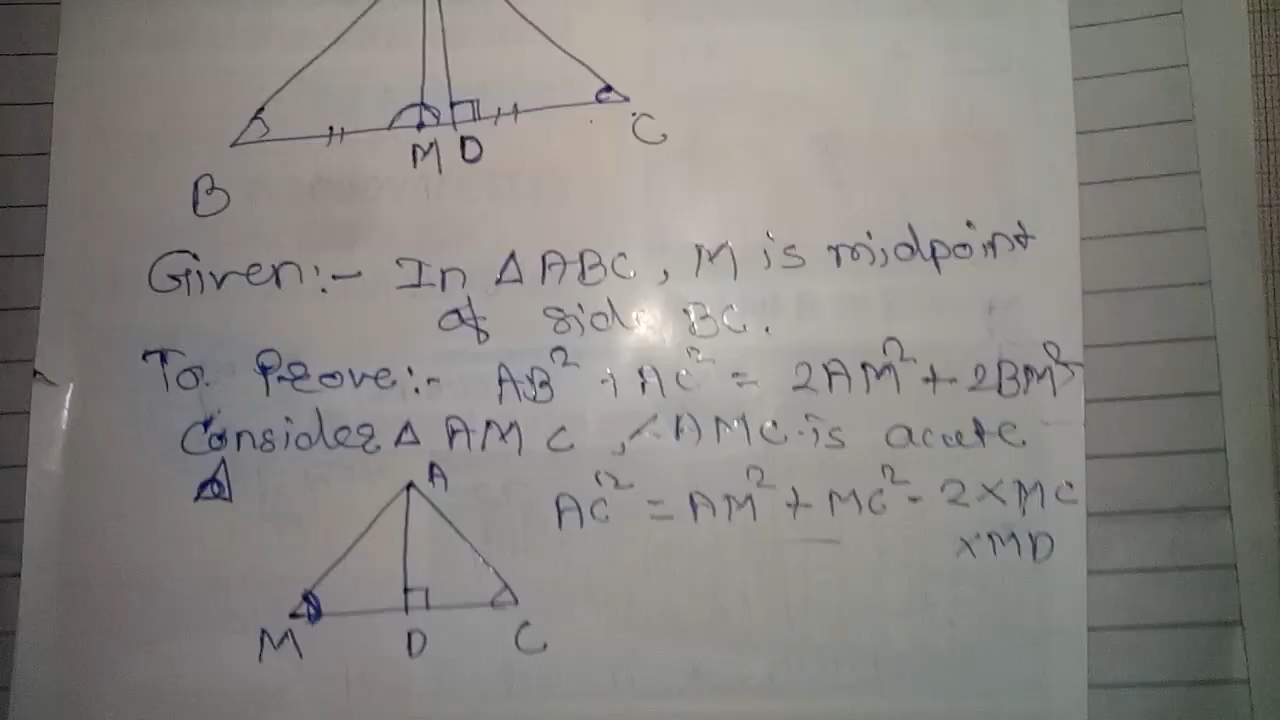 M D
C
B
Given:- In △ABC, M is midpoint
of side BC.
To Prove:- AB² + AC² = 2AM² + 2BM²
Consider △ AMC, ∠AMC is acute
A
AC² = AM² + MC² - 2×MC
×MD
M D C